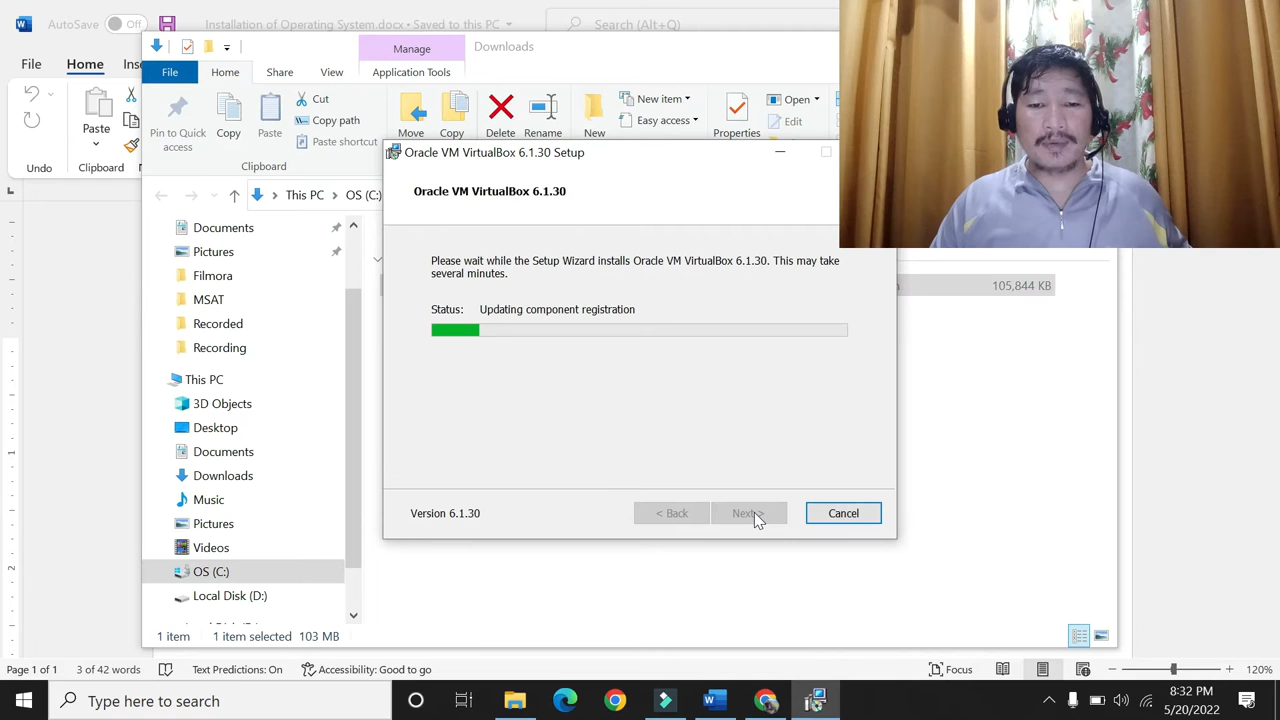 AutoSave Off Installation of Operating System.docx • Saved to this PC Search (Alt+Q)
File Home Ins
Paste
Undo
Manage Downloads
File Home Share View Application Tools
Pin to Quick access
Copy
Paste
Cut
Copy path
Paste shortcut
Clipboard
Move
Copy
Delete
Rename
New
New item
Easy access
Properties
Open
Edit
This PC OS (C:)
Documents
Pictures
Filmora
MSAT
Recorded
Recording
This PC
3D Objects
Desktop
Documents
Downloads
Music
Pictures
Videos
OS (C:)
Local Disk (D:)
105,844 KB
Oracle VM VirtualBox 6.1.30 Setup
Oracle VM VirtualBox 6.1.30
Please wait while the Setup Wizard installs Oracle VM VirtualBox 6.1.30. This may take
several minutes.
Status: Updating component registration
Version 6.1.30 < Back Next > Cancel
1 item 1 item selected 103 MB
1
2
Page 1 of 1 3 of 42 words Text Predictions: On Accessibility: Good to go Focus 120%
Type here to search
8:32 PM
5/20/2022